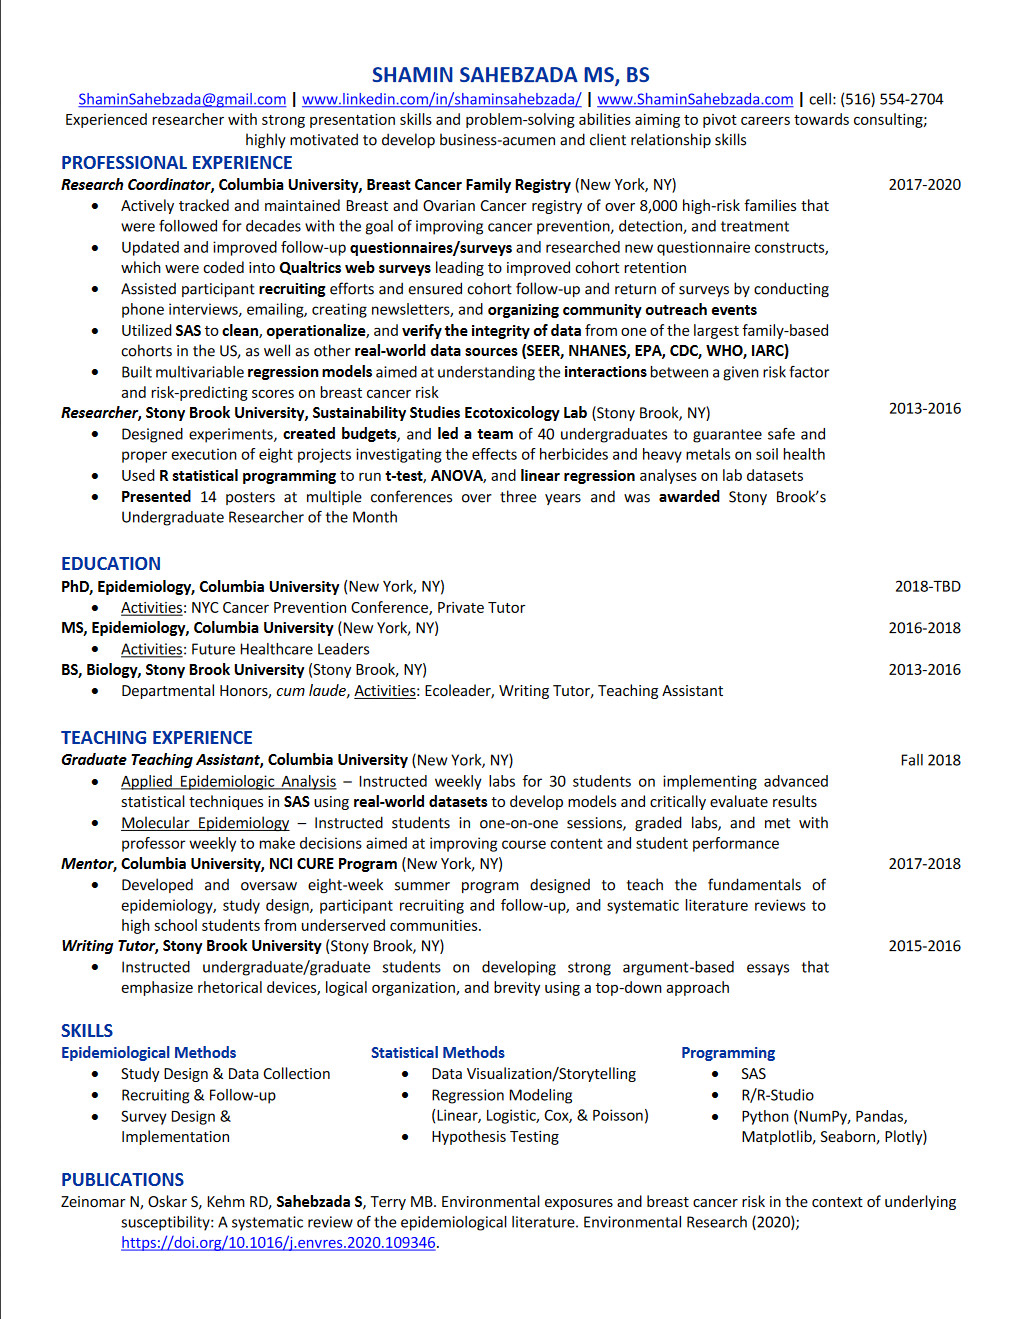 SHAMIN SAHEBZADA MS, BS
ShaminSahebzada@gmail.com | www.linkedin.com/in/shaminsahebzada/ | www.ShaminSahebzada.com | cell: (516) 554-2704
Experienced researcher with strong presentation skills and problem-solving abilities aiming to pivot careers towards consulting;
highly motivated to develop business-acumen and client relationship skills
PROFESSIONAL EXPERIENCE
Research Coordinator, Columbia University, Breast Cancer Family Registry (New York, NY) 2017-2020
• Actively tracked and maintained Breast and Ovarian Cancer registry of over 8,000 high-risk families that
were followed for decades with the goal of improving cancer prevention, detection, and treatment
• Updated and improved follow-up questionnaires/surveys and researched new questionnaire constructs,
which were coded into Qualtrics web surveys leading to improved cohort retention
• Assisted participant recruiting efforts and ensured cohort follow-up and return of surveys by conducting
phone interviews, emailing, creating newsletters, and organizing community outreach events
• Utilized SAS to clean, operationalize, and verify the integrity of data from one of the largest family-based
cohorts in the US, as well as other real-world data sources (SEER, NHANES, EPA, CDC, WHO, IARC)
• Built multivariable regression models aimed at understanding the interactions between a given risk factor
and risk-predicting scores on breast cancer risk
Researcher, Stony Brook University, Sustainability Studies Ecotoxicology Lab (Stony Brook, NY) 2013-2016
• Designed experiments, created budgets, and led a team of 40 undergraduates to guarantee safe and
proper execution of eight projects investigating the effects of herbicides and heavy metals on soil health
• Used R statistical programming to run t-test, ANOVA, and linear regression analyses on lab datasets
• Presented 14 posters at multiple conferences over three years and was awarded Stony Brook's
Undergraduate Researcher of the Month
EDUCATION
PhD, Epidemiology, Columbia University (New York, NY) 2018-TBD
• Activities: NYC Cancer Prevention Conference, Private Tutor
MS, Epidemiology, Columbia University (New York, NY) 2016-2018
• Activities: Future Healthcare Leaders
BS, Biology, Stony Brook University (Stony Brook, NY) 2013-2016
• Departmental Honors, cum laude, Activities: Ecoleader, Writing Tutor, Teaching Assistant
TEACHING EXPERIENCE
Graduate Teaching Assistant, Columbia University (New York, NY) Fall 2018
• Applied Epidemiologic Analysis – Instructed weekly labs for 30 students on implementing advanced
statistical techniques in SAS using real-world datasets to develop models and critically evaluate results
• Molecular Epidemiology – Instructed students in one-on-one sessions, graded labs, and met with
professor weekly to make decisions aimed at improving course content and student performance
Mentor, Columbia University, NCI CURE Program (New York, NY) 2017-2018
• Developed and oversaw eight-week summer program designed to teach the fundamentals of
epidemiology, study design, participant recruiting and follow-up, and systematic literature reviews to
high school students from underserved communities.
Writing Tutor, Stony Brook University (Stony Brook, NY) 2015-2016
• Instructed undergraduate/graduate students on developing strong argument-based essays that
emphasize rhetorical devices, logical organization, and brevity using a top-down approach
SKILLS
Epidemiological Methods
• Study Design & Data Collection
• Recruiting & Follow-up
• Survey Design &
Implementation
Statistical Methods
• Data Visualization/Storytelling
• Regression Modeling
(Linear, Logistic, Cox, & Poisson)
• Hypothesis Testing
Programming
• SAS
• R/R-Studio
• Python (NumPy, Pandas,
Matplotlib, Seaborn, Plotly)
PUBLICATIONS
Zeinomar N, Oskar S, Kehm RD, Sahebzada S, Terry MB. Environmental exposures and breast cancer risk in the context of underlying
susceptibility: A systematic review of the epidemiological literature. Environmental Research (2020);
https://doi.org/10.1016/j.envres.2020.109346.